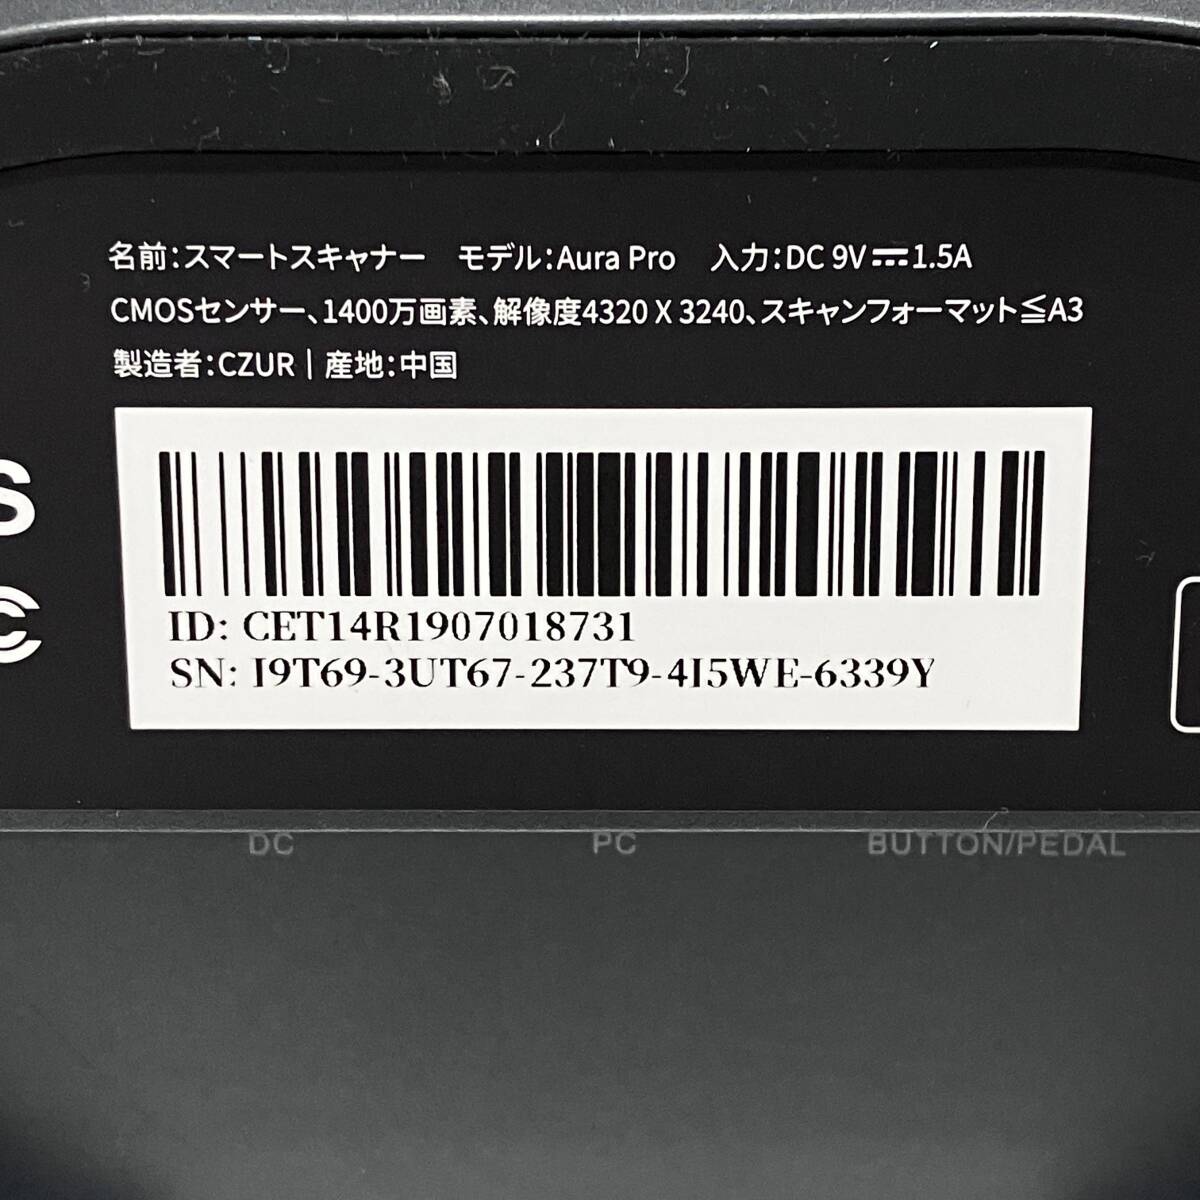 名前:スマートスキャナー モデル:Aura Pro 入力:DC 9V⎓1.5A
CMOSセンサー、1400万画素、解像度4320 X 3240、スキャンフォーマット≦A3
製造者:CZUR | 産地:中国
ID: CET14R1907018731
SN: I9T69-3UT67-237T9-4I5WE-6339Y
DC PC BUTTON/PEDAL